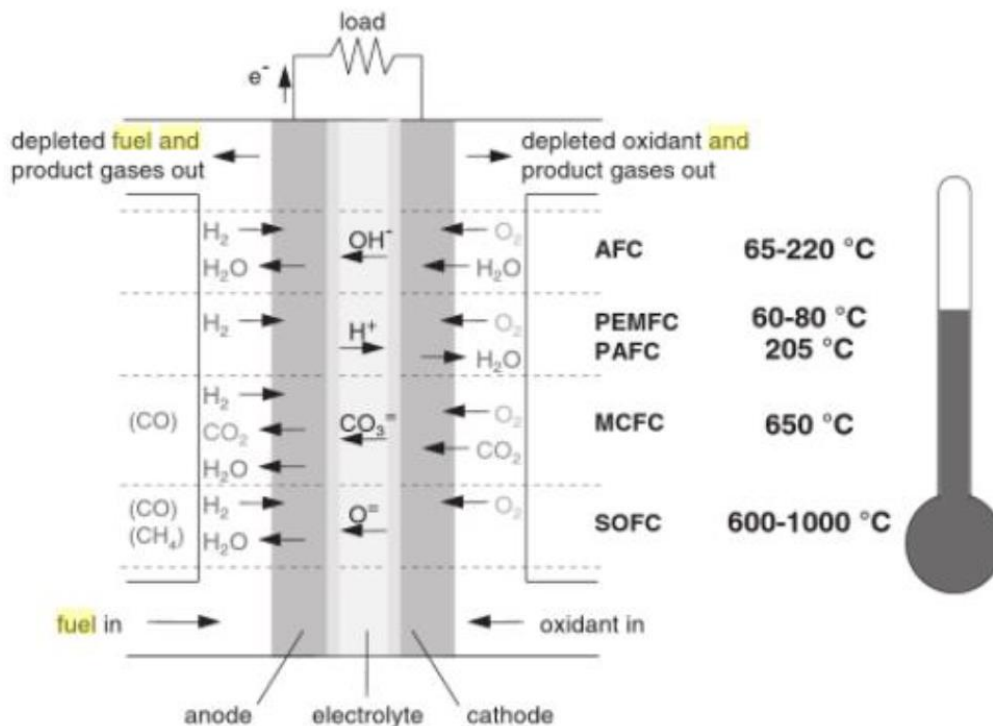 load
e⁻
depleted fuel and
product gases out
depleted oxidant and
product gases out
H₂
OH⁻
O₂
AFC
65-220 °C
H₂O
H₂O
H₂
H⁺
O₂
PEMFC
60-80 °C
H₂O
PAFC
205 °C
(CO)
H₂
CO₂
H₂O
CO₃⁼
O₂
CO₂
MCFC
650 °C
(CO)
(CH₄)
H₂
H₂O
O⁼
O₂
SOFC
600-1000 °C
fuel in
oxidant in
anode
electrolyte
cathode